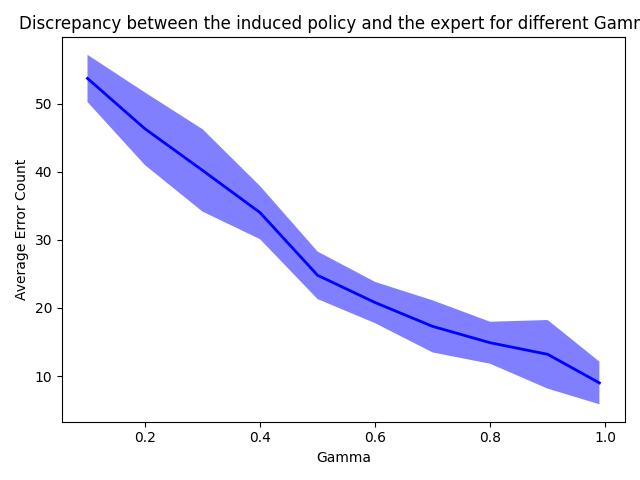 Discrepancy between the induced policy and the expert for different Gamm
50
40
30
20
10
Average Error Count
0.2 0.4 0.6 0.8 1.0
Gamma